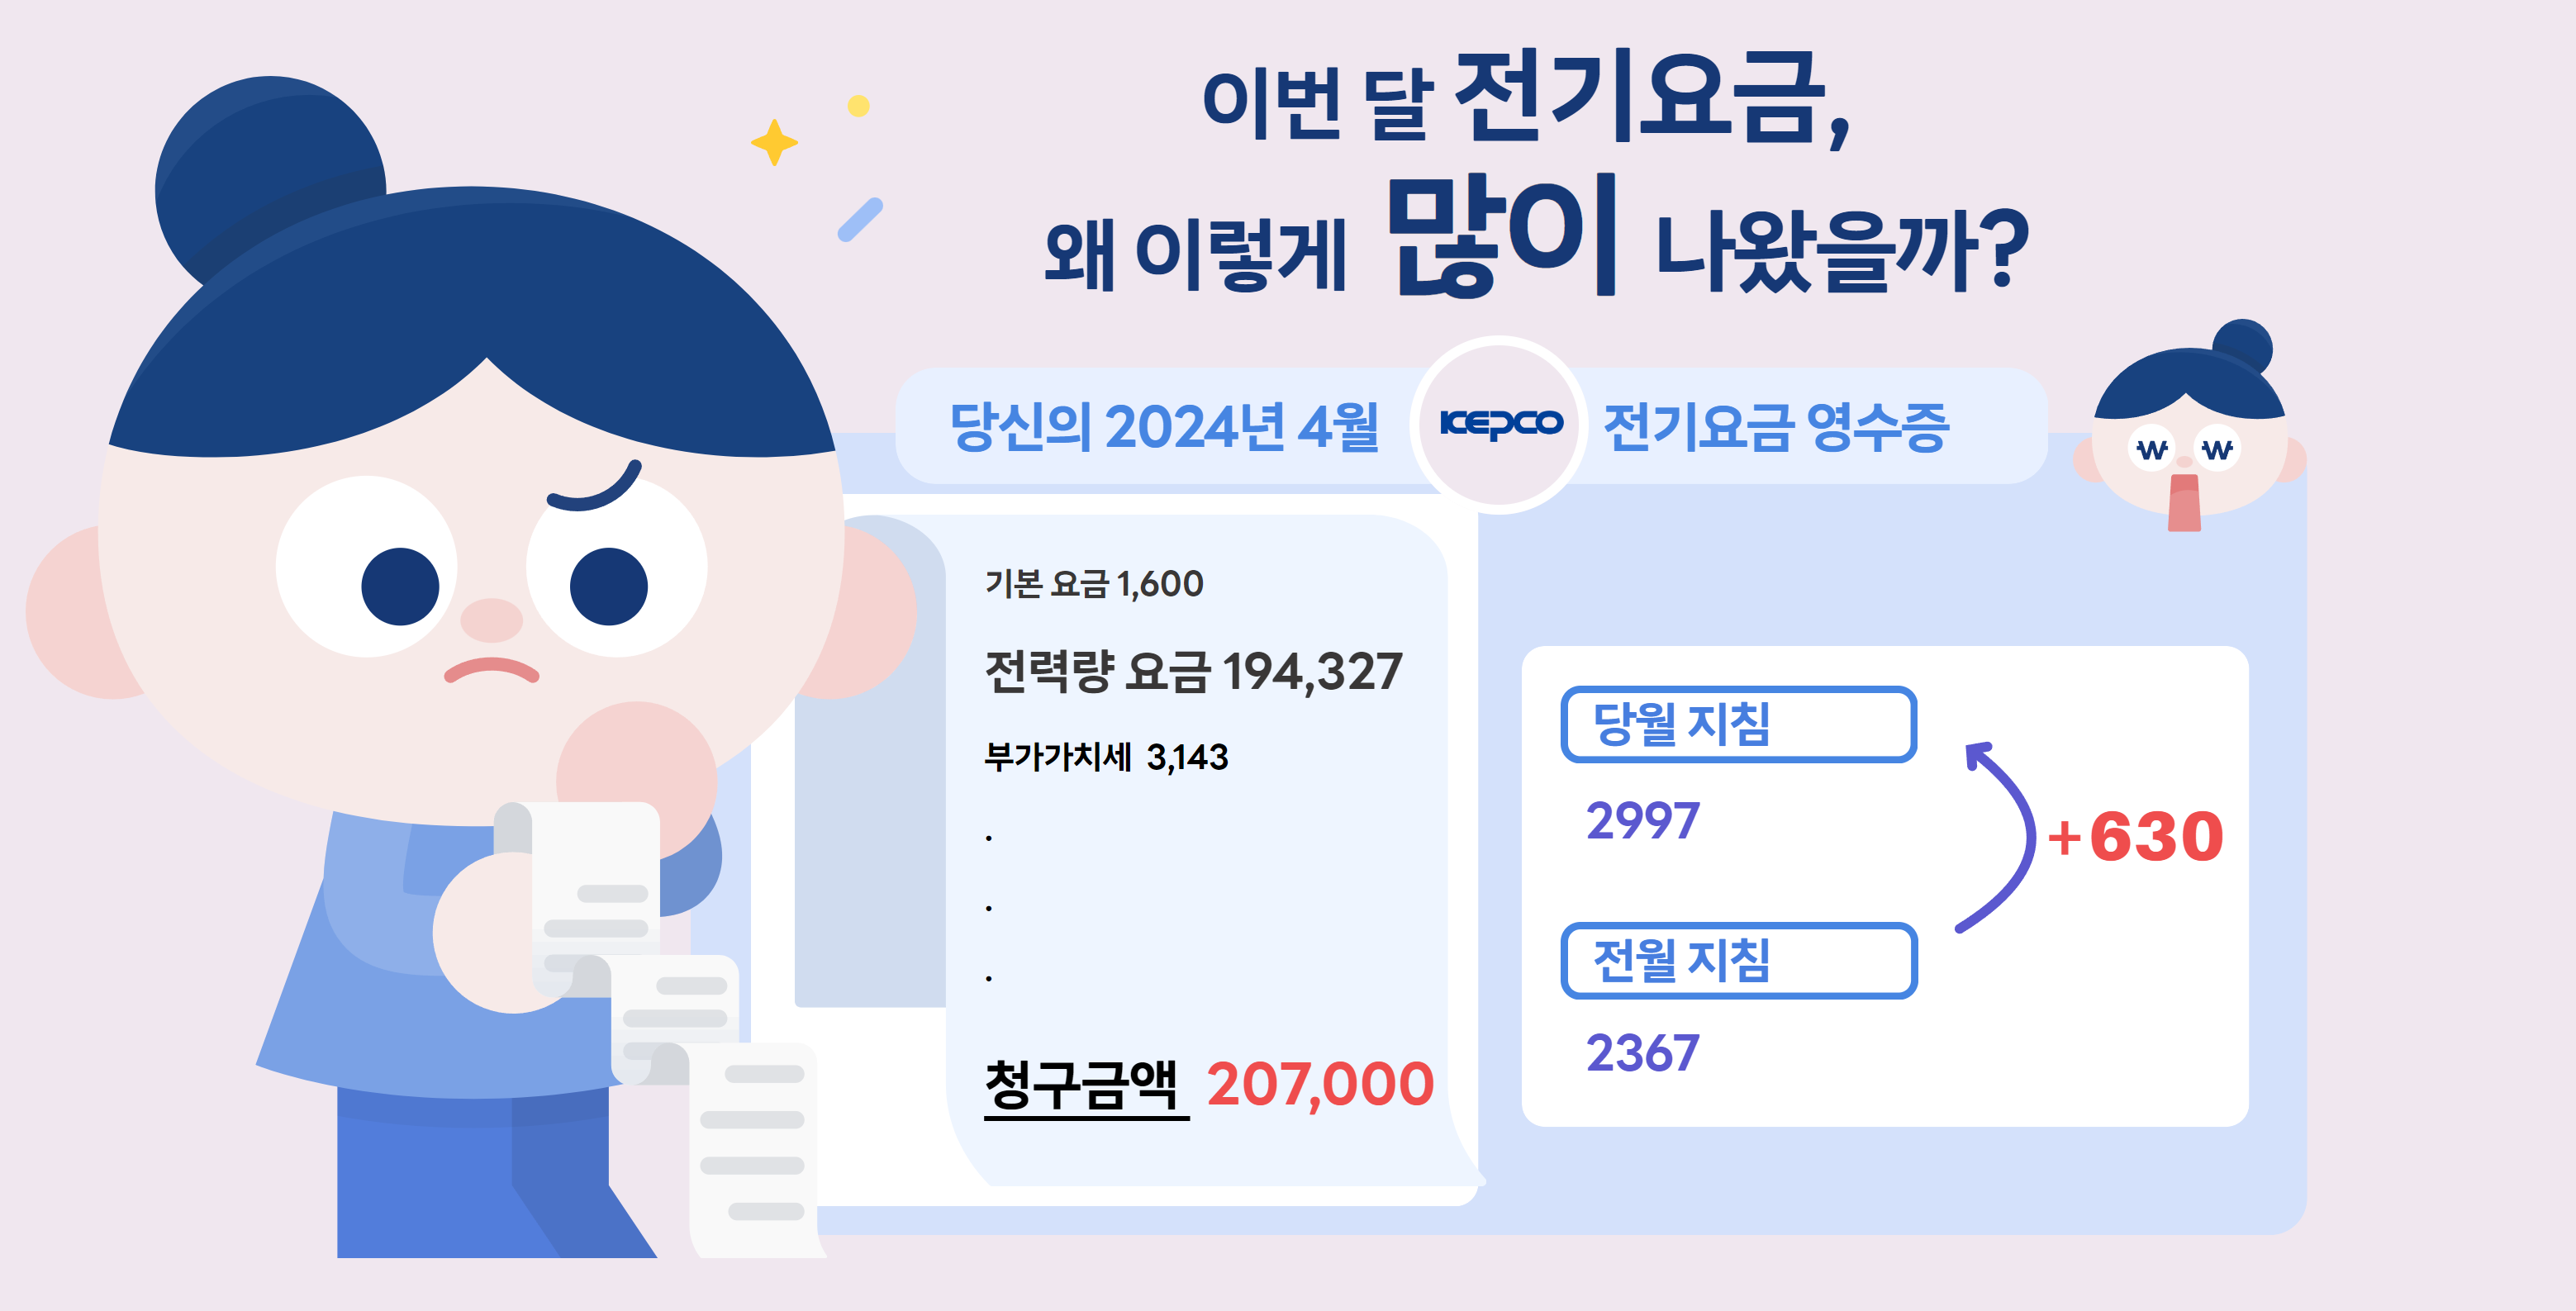 이번 달 전기요금,
왜 이렇게 많이 나왔을까?
당신의 2024년 4월 KEPCO 전기요금 영수증
₩ ₩
기본 요금 1,600
전력량 요금 194,327
부가가치세 3,143
.
.
.
청구금액 207,000
당월 지침
2997
+630
전월 지침
2367